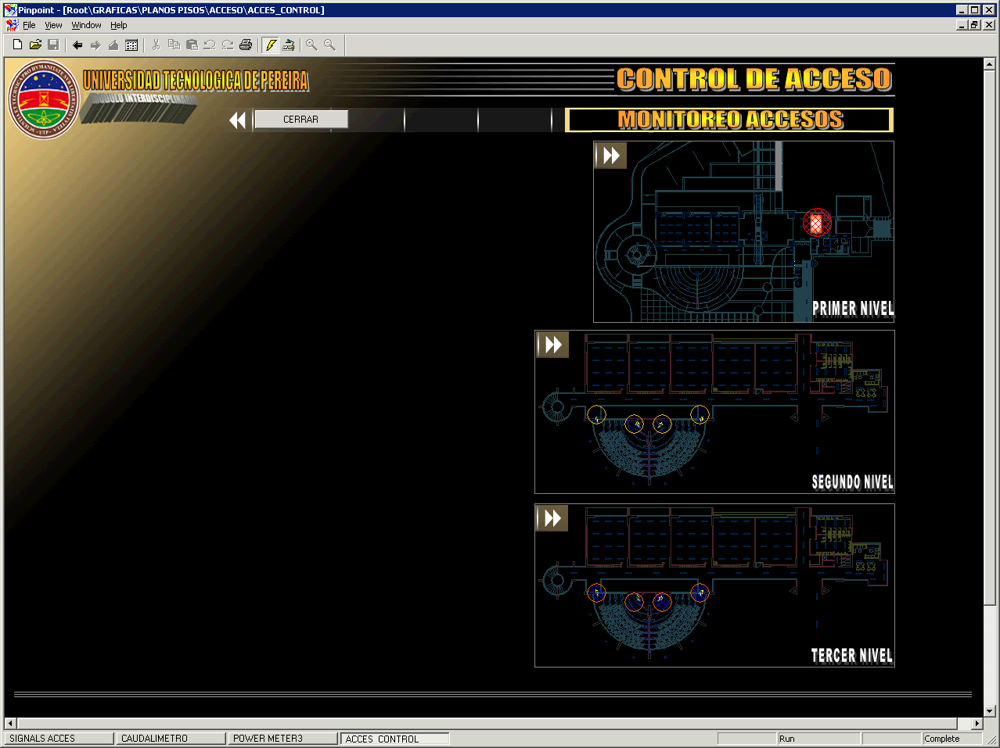 Pinpoint - [Root\GRAFICAS\PLANOS PISOS\ACCESO\ACCES_CONTROL]
File View Window Help
UNIVERSIDAD TECNOLOGICA DE PEREIRA
MODULO INTERDISCIPLINARIO
CONTROL DE ACCESO
CERRAR
MONITOREO ACCESOS
PRIMER NIVEL
SEGUNDO NIVEL
TERCER NIVEL
SIGNALS ACCES
CAUDALIMETRO
POWER METER3
ACCES CONTROL
Run
Complete